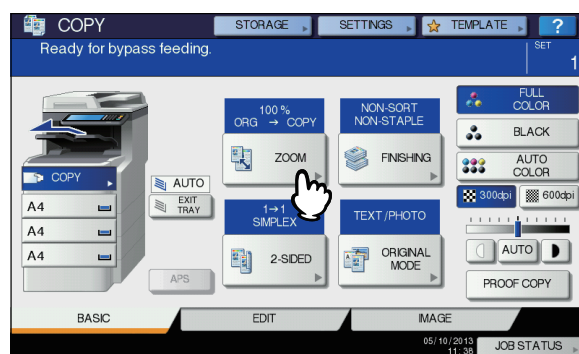 COPY
STORAGE
SETTINGS
TEMPLATE
?
Ready for bypass feeding.
SET
1
100 %
ORG → COPY
ZOOM
NON-SORT
NON-STAPLE
FINISHING
FULL
COLOR
BLACK
AUTO
COLOR
300dpi
600dpi
COPY
A4
A4
A4
AUTO
EXIT
TRAY
APS
1→1
SIMPLEX
2-SIDED
TEXT/PHOTO
ORIGINAL
MODE
AUTO
PROOF COPY
BASIC
EDIT
IMAGE
05/10/2013
11:38
JOB STATUS